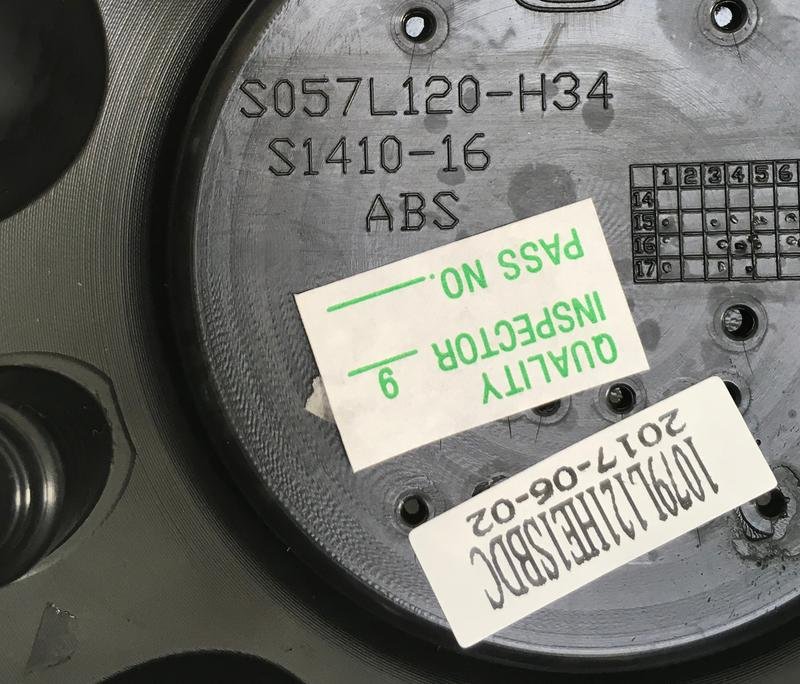 S057L120-H34
S1410-16
ABS
1 2 3 4 5 6
14
15
16
17
QUALITY
INSPECTOR 6
PASS NO.
1079L121HE1SBDC
2017-06-02